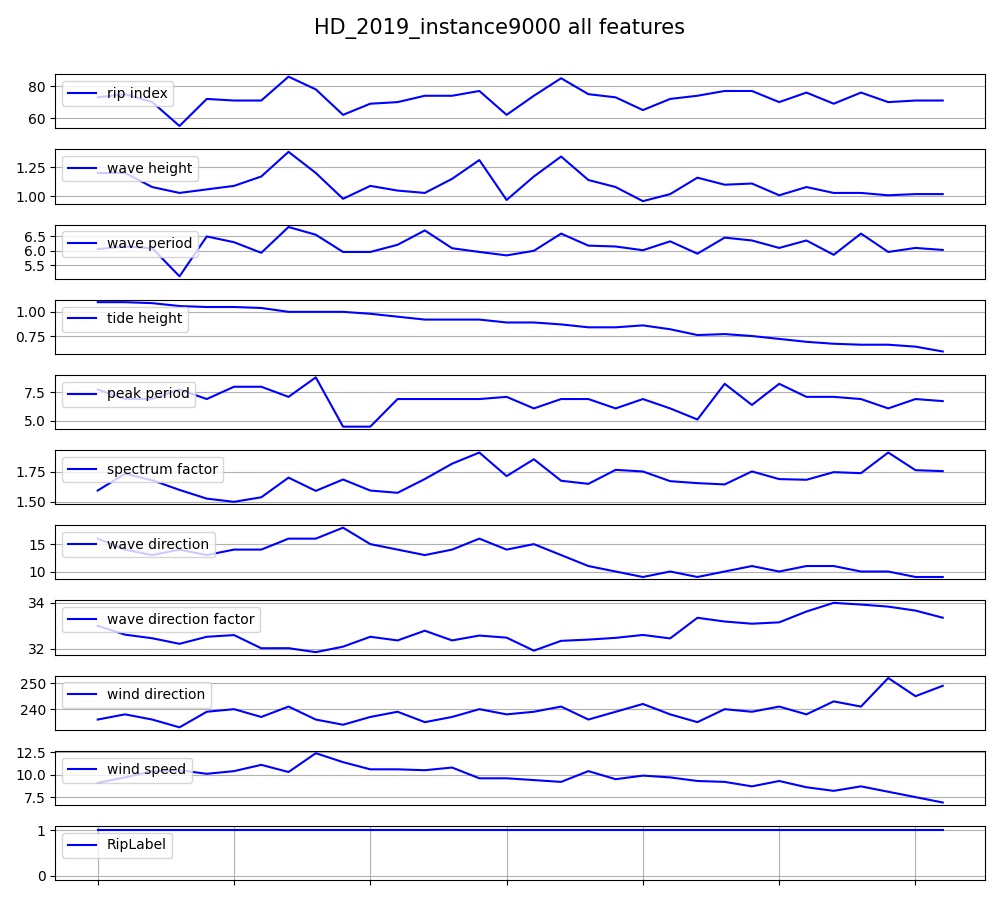 HD_2019_instance9000 all features
80
60
rip index
1.25
1.00
wave height
6.5
6.0
5.5
wave period
1.00
0.75
tide height
7.5
5.0
peak period
1.75
1.50
spectrum factor
15
10
wave direction
34
32
wave direction factor
250
240
wind direction
12.5
10.0
7.5
wind speed
1
0
RipLabel